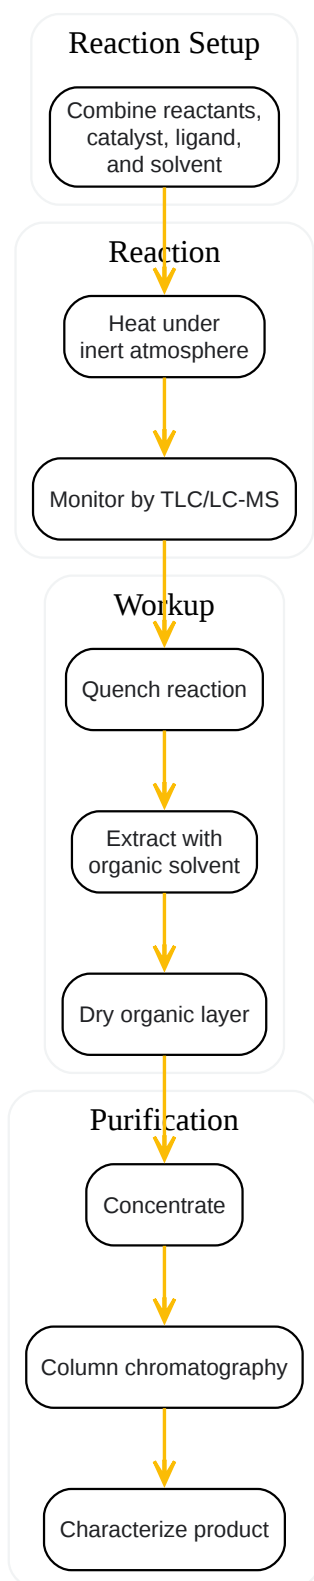 Reaction Setup
Combine reactants,
catalyst, ligand,
and solvent
Reaction
Heat under
inert atmosphere
Monitor by TLC/LC-MS
Workup
Quench reaction
Extract with
organic solvent
Dry organic layer
Purification
Concentrate
Column chromatography
Characterize product